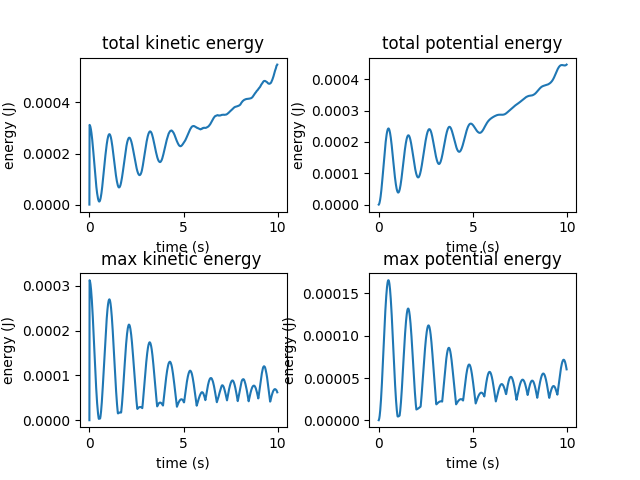 total kinetic energy
energy (J)
0.0004
0.0002
0.0000
0
5
10
time (s)
total potential energy
energy (J)
0.0004
0.0003
0.0002
0.0001
0.0000
0
5
10
time (s)
max kinetic energy
energy (J)
0.0003
0.0002
0.0001
0.0000
0
5
10
time (s)
max potential energy
energy (J)
0.00015
0.00010
0.00005
0.00000
0
5
10
time (s)